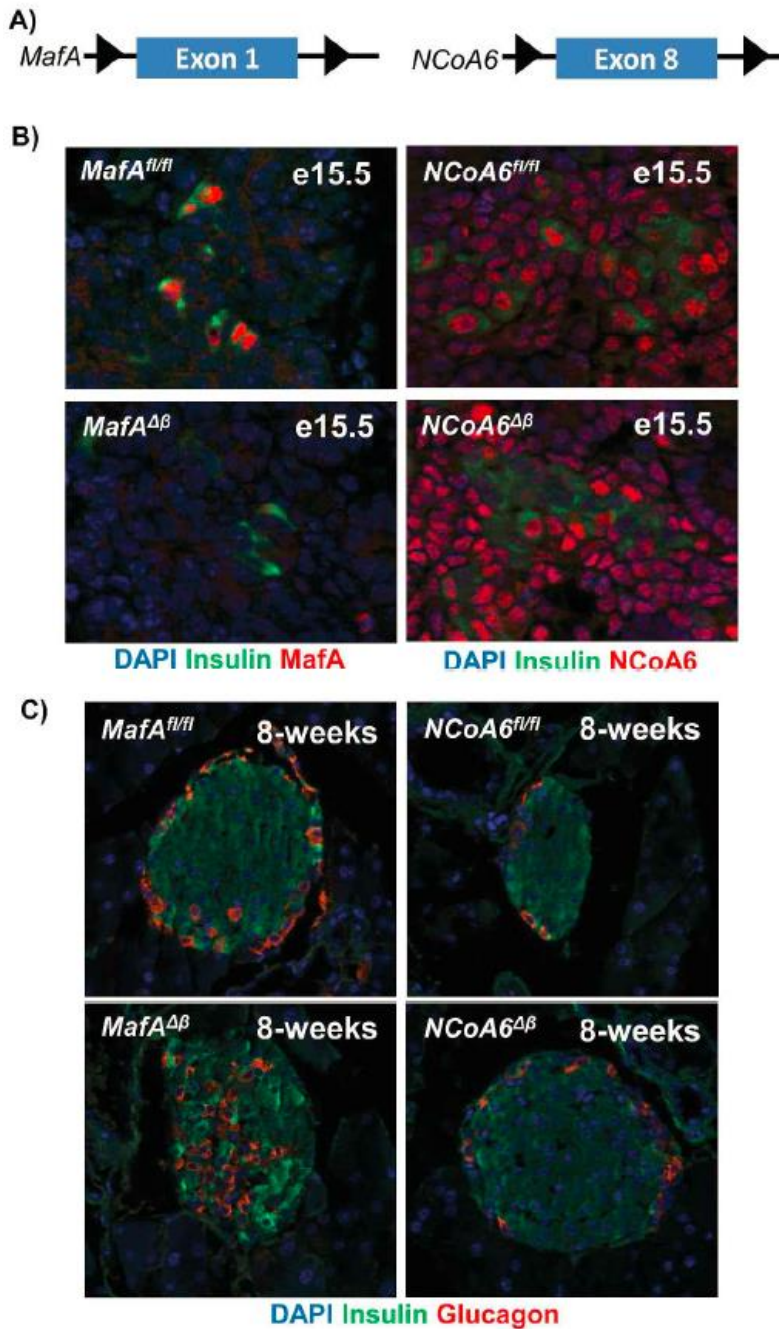 A)
MafA Exon 1 NCoA6 Exon 8
B)
MafAfl/fl e15.5 NCoA6fl/fl e15.5
MafAΔβ e15.5 NCoA6Δβ e15.5
DAPI Insulin MafA DAPI Insulin NCoA6
C)
MafAfl/fl 8-weeks NCoA6fl/fl 8-weeks
MafAΔβ 8-weeks NCoA6Δβ 8-weeks
DAPI Insulin Glucagon